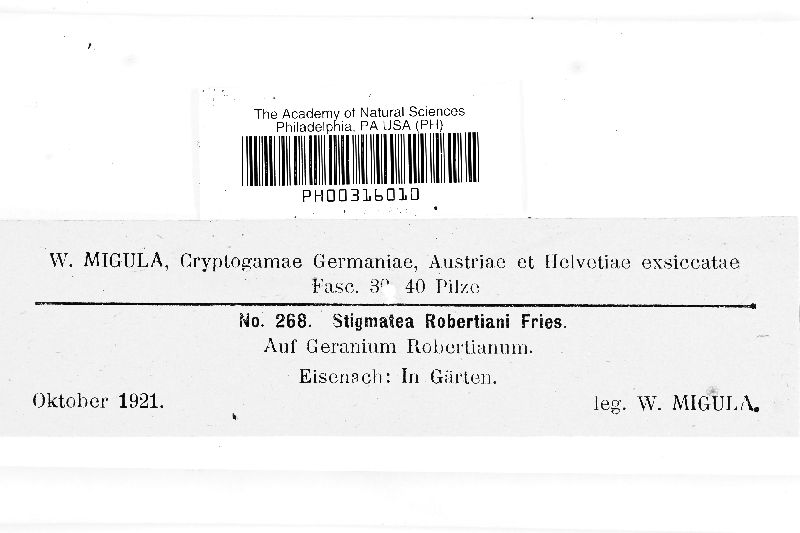 The Academy of Natural Sciences
Philadelphia, PA USA (PH)
PH00316010
W. MIGULA, Cryptogamae Germaniae, Austriae et Helvetiae exsiccatae
Fasc. 40 Pilze
No. 268. Stigmatea Robertiani Fries.
Auf Geranium Robertianum.
Eisenach: In Gärten.
Oktober 1921. leg. W. MIGULA.